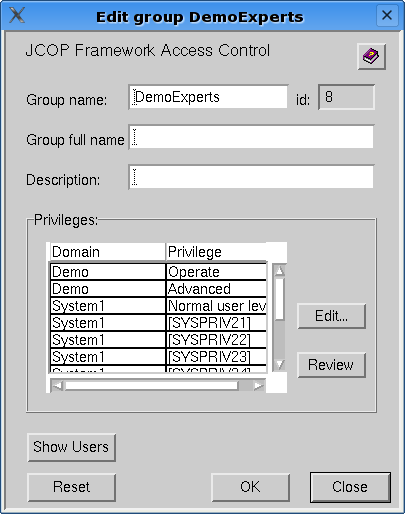 Edit group DemoExperts
JCOP Framework Access Control
Group name: DemoExperts id: 8
Group full name
Description:
Privileges:
Domain Privilege
Demo Operate
Demo Advanced
System1 Normal user lev
System1 [SYSPRIV21]
System1 [SYSPRIV22]
System1 [SYSPRIV23]
System1 [SYSPRIV24]
Edit...
Review
Show Users
Reset OK Close